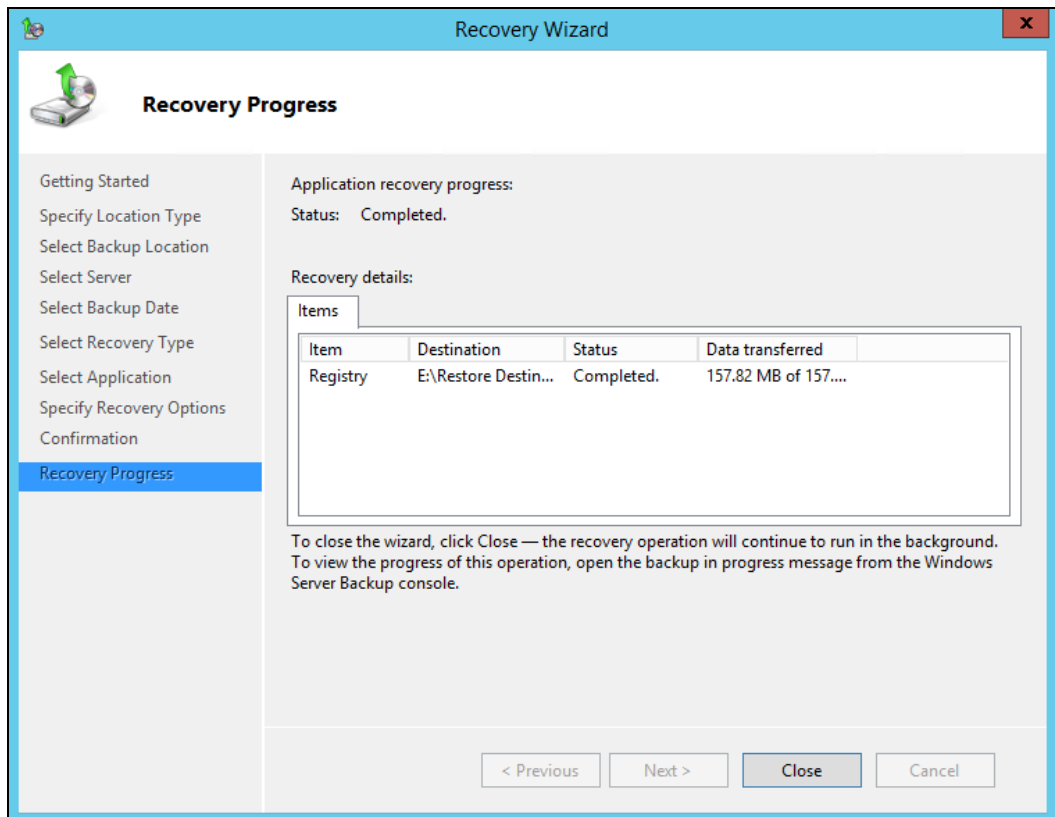 Recovery Wizard
x
Recovery Progress
Getting Started
Specify Location Type
Select Backup Location
Select Server
Select Backup Date
Select Recovery Type
Select Application
Specify Recovery Options
Confirmation
Recovery Progress
Application recovery progress:
Status: Completed.
Recovery details:
Items
Item Destination Status Data transferred
Registry E:\Restore Destin... Completed. 157.82 MB of 157....
To close the wizard, click Close — the recovery operation will continue to run in the background.
To view the progress of this operation, open the backup in progress message from the Windows
Server Backup console.
< Previous Next > Close Cancel